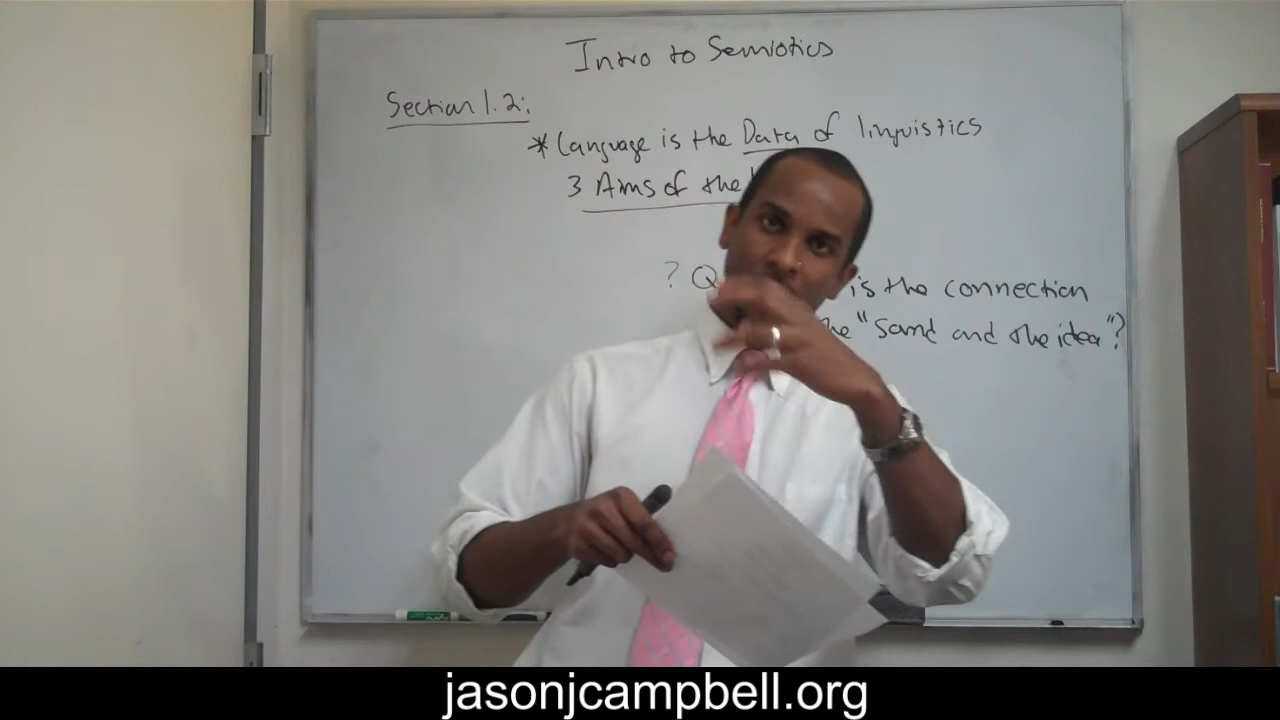 Intro to Semiotics
Section 1.2:
* Language is the Data of linguistics
3 Aims of the
? Q is the connection
the "Sound and the idea"?
jasonjcampbell.org